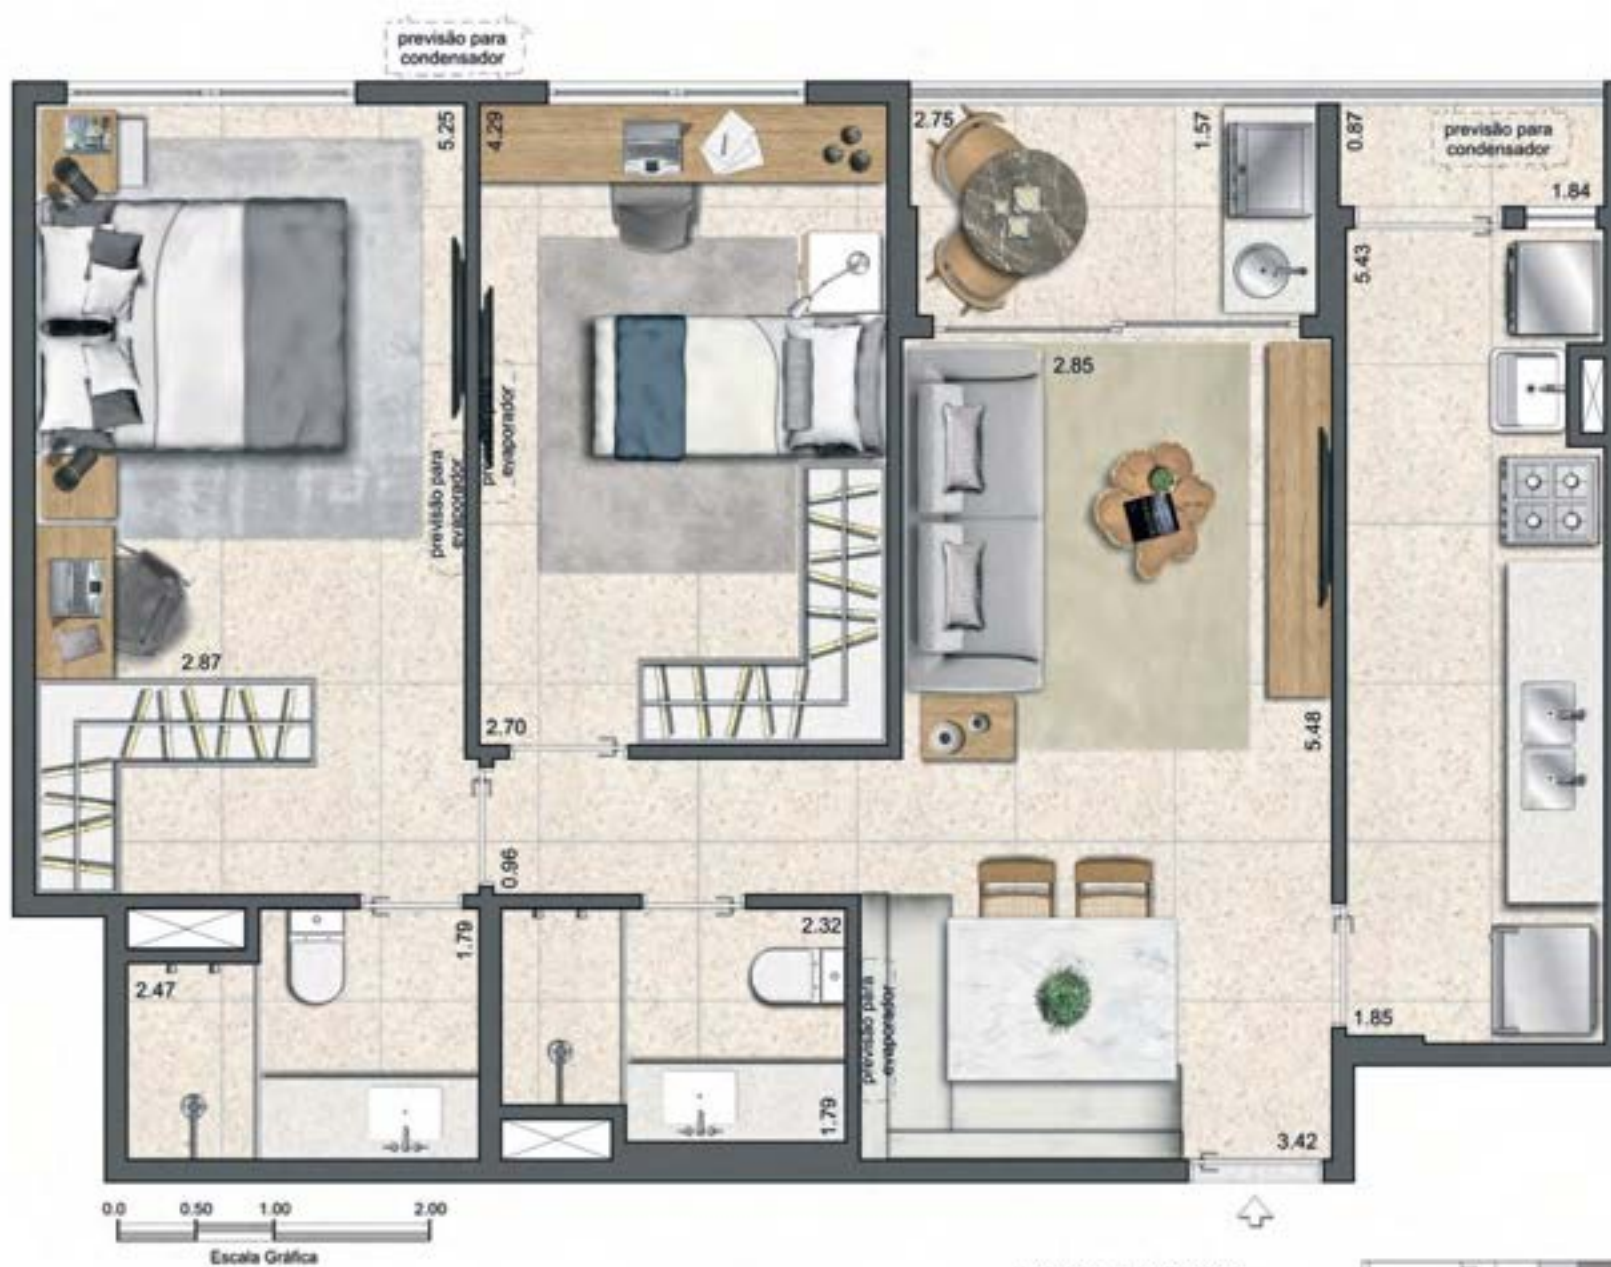 previsão para
condensador
5.25
4.29
2.75
1.57
0.87
previsão para
condensador
1.84
5.43
2.85
evaporador
previsão para
evaporador
2.87
2.70
5.48
0.96
1.79
2.32
2.47
previsão para
evaporador
1.85
1.79
3.42
0.0 0.50 1.00 2.00
Escala Gráfica